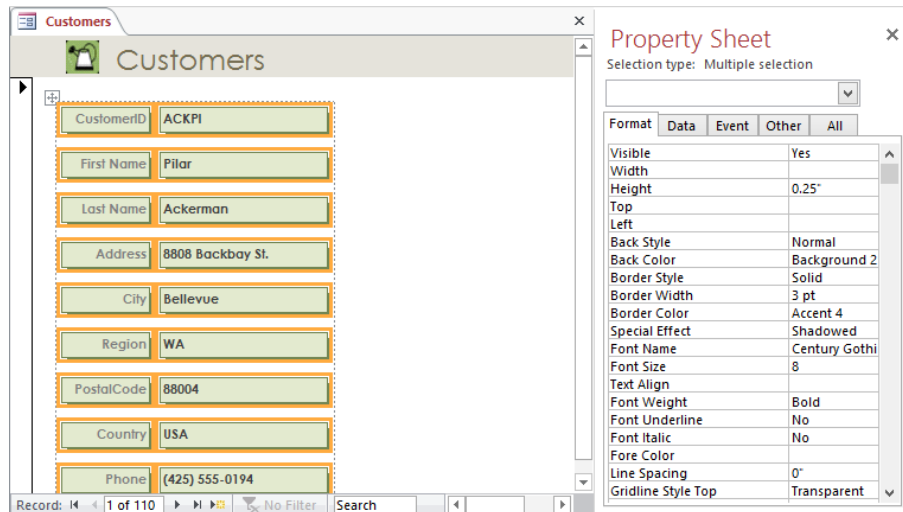 Customers
Customers
CustomerID ACKPI
First Name Pilar
Last Name Ackerman
Address 8808 Backbay St.
City Bellevue
Region WA
PostalCode 88004
Country USA
Phone (425) 555-0194
Record: 1 of 110 No Filter Search
Property Sheet
Selection type: Multiple selection
Format Data Event Other All
Visible Yes
Width
Height 0.25"
Top
Left
Back Style Normal
Back Color Background 2
Border Style Solid
Border Width 3 pt
Border Color Accent 4
Special Effect Shadowed
Font Name Century Gothi
Font Size 8
Text Align
Font Weight Bold
Font Underline No
Font Italic No
Fore Color
Line Spacing 0"
Gridline Style Top Transparent